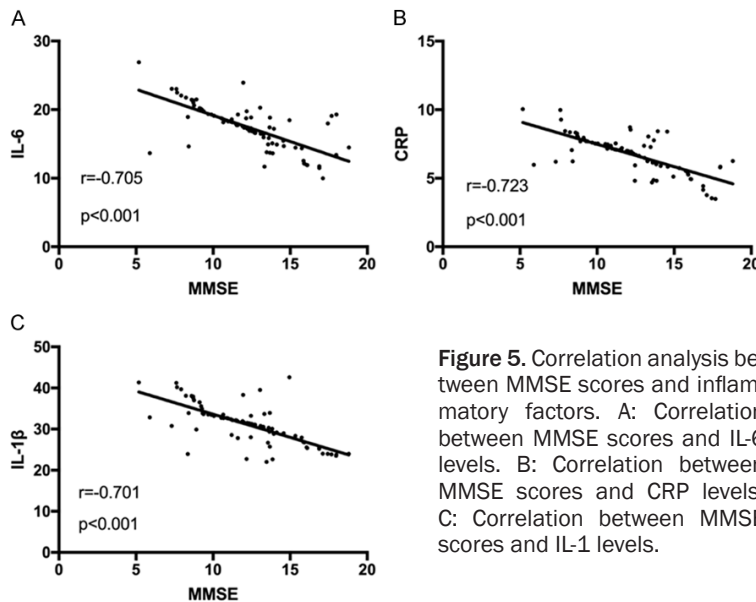 A
30
20
10
0
IL-6
r=-0.705
p<0.001
0 5 10 15 20
MMSE
B
15
10
5
0
CRP
r=-0.723
p<0.001
0 5 10 15 20
MMSE
C
50
40
30
20
10
0
IL-1β
r=-0.701
p<0.001
0 5 10 15 20
MMSE
Figure 5. Correlation analysis be
tween MMSE scores and inflam
matory factors. A: Correlation
between MMSE scores and IL-6
levels. B: Correlation between
MMSE scores and CRP levels
C: Correlation between MMSE
scores and IL-1 levels.